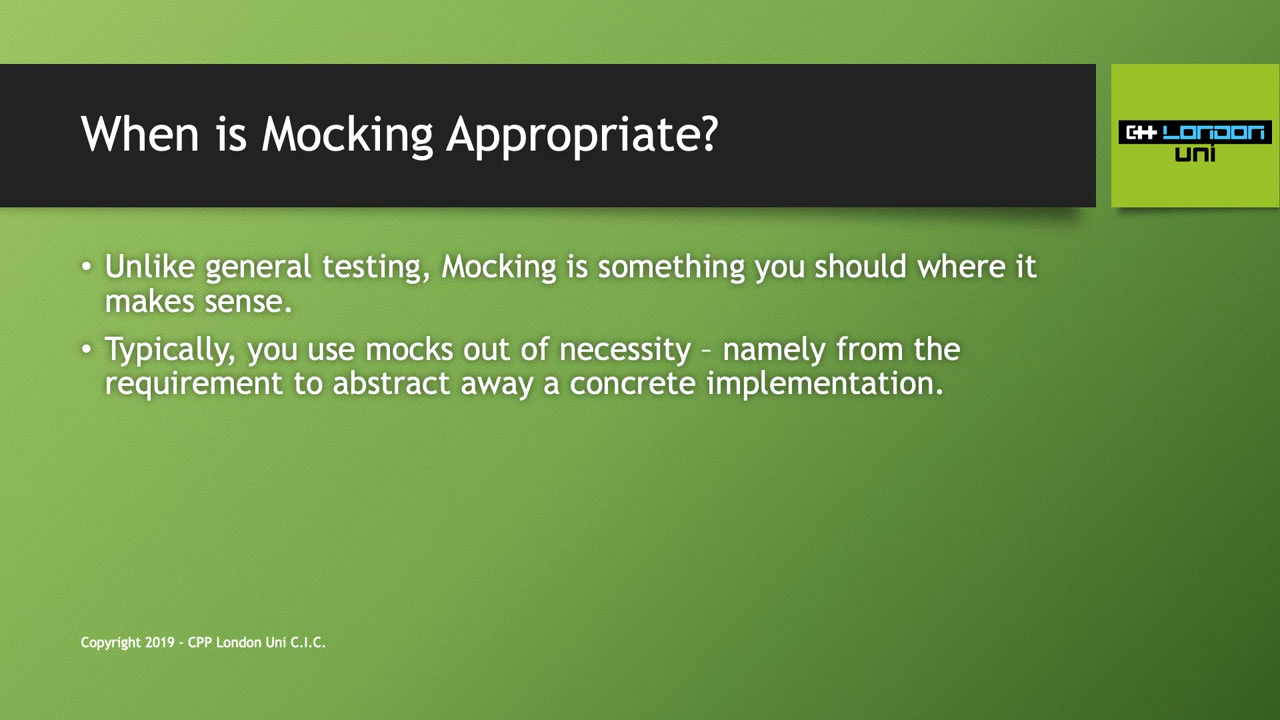 When is Mocking Appropriate?
C++ London
uni
• Unlike general testing, Mocking is something you should where it
makes sense.
• Typically, you use mocks out of necessity – namely from the
requirement to abstract away a concrete implementation.
Copyright 2019 - CPP London Uni C.I.C.